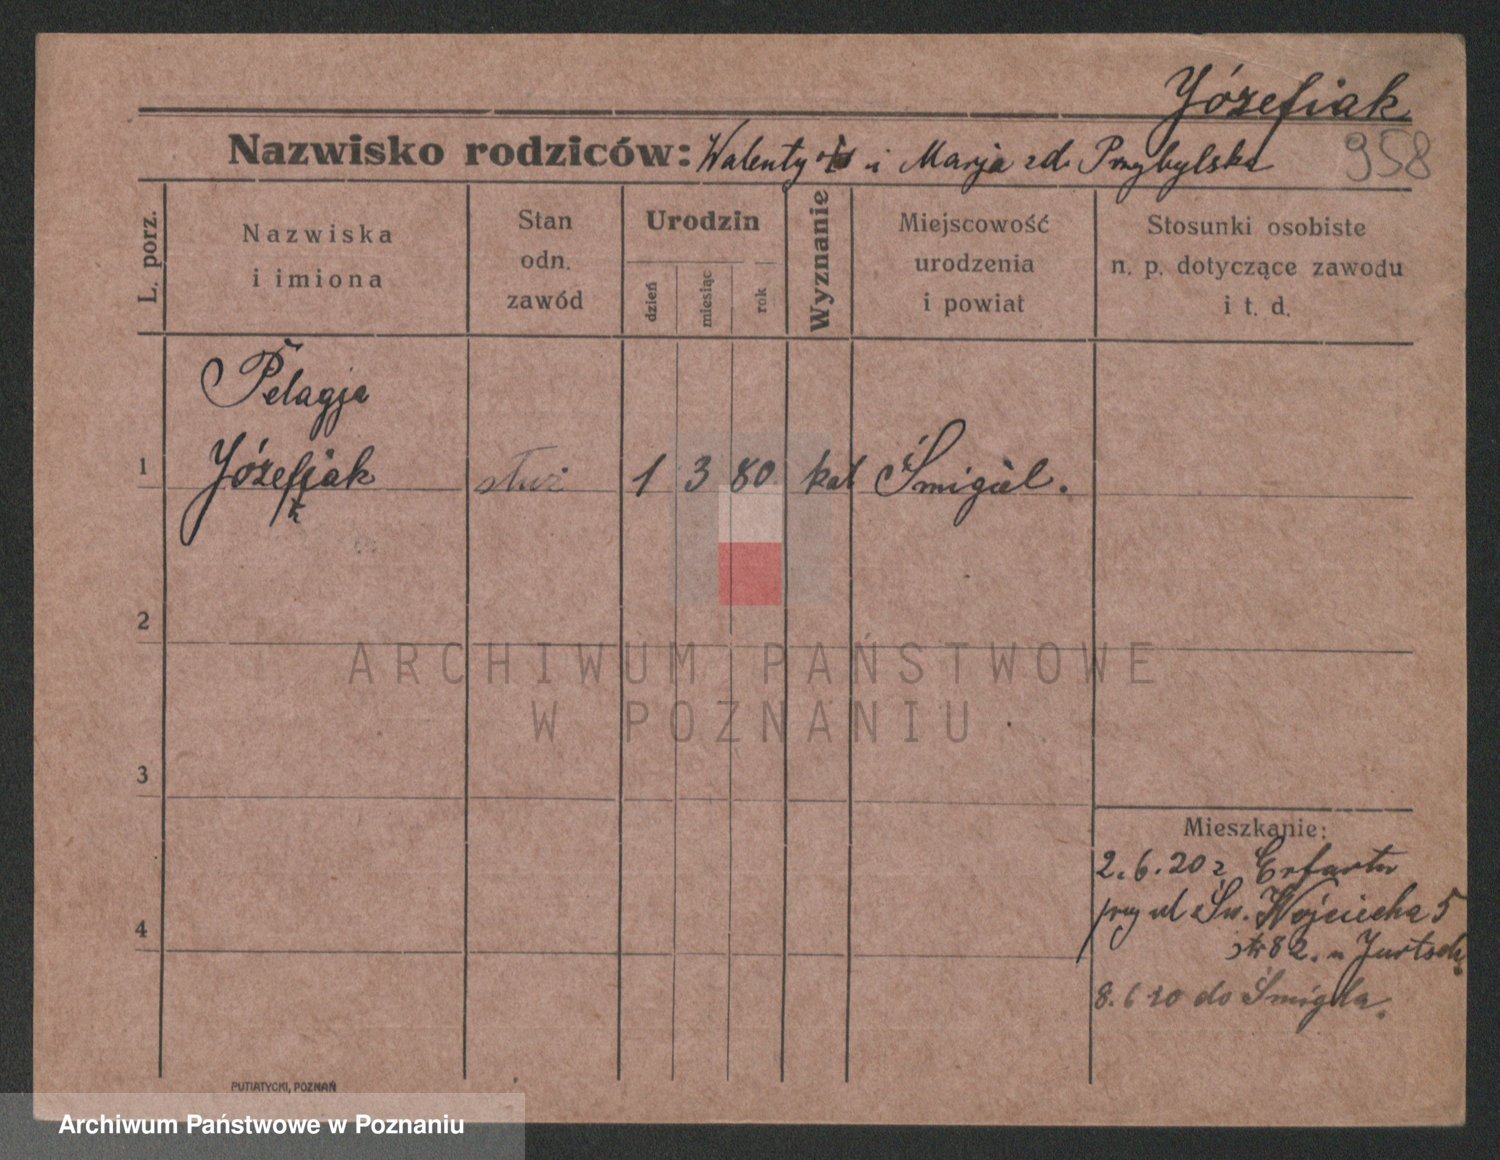 Józefiak
958
Nazwisko rodziców: Walenty i Marja zd Przybylska
L. porz.
Nazwiska
i imiona
Stan
odn.
zawód
Urodzin
dzień
miesiąc
rok
Wyznanie
Miejscowość
urodzenia
i powiat
Stosunki osobiste
n. p. dotyczące zawodu
i t. d.
Pelagja
1 Józefiak służ 1 3 80 kat Śmigiel.
2
3
4
Mieszkanie:
2.6.20 z Erfurtu
przy ul Św. Wojciecha 5
82. u
8.6 20 do Śmigla.
PUTIATYCKI, POZNAŃ
ARCHIWUM PAŃSTWOWE
W POZNANIU
Archiwum Państwowe w Poznaniu